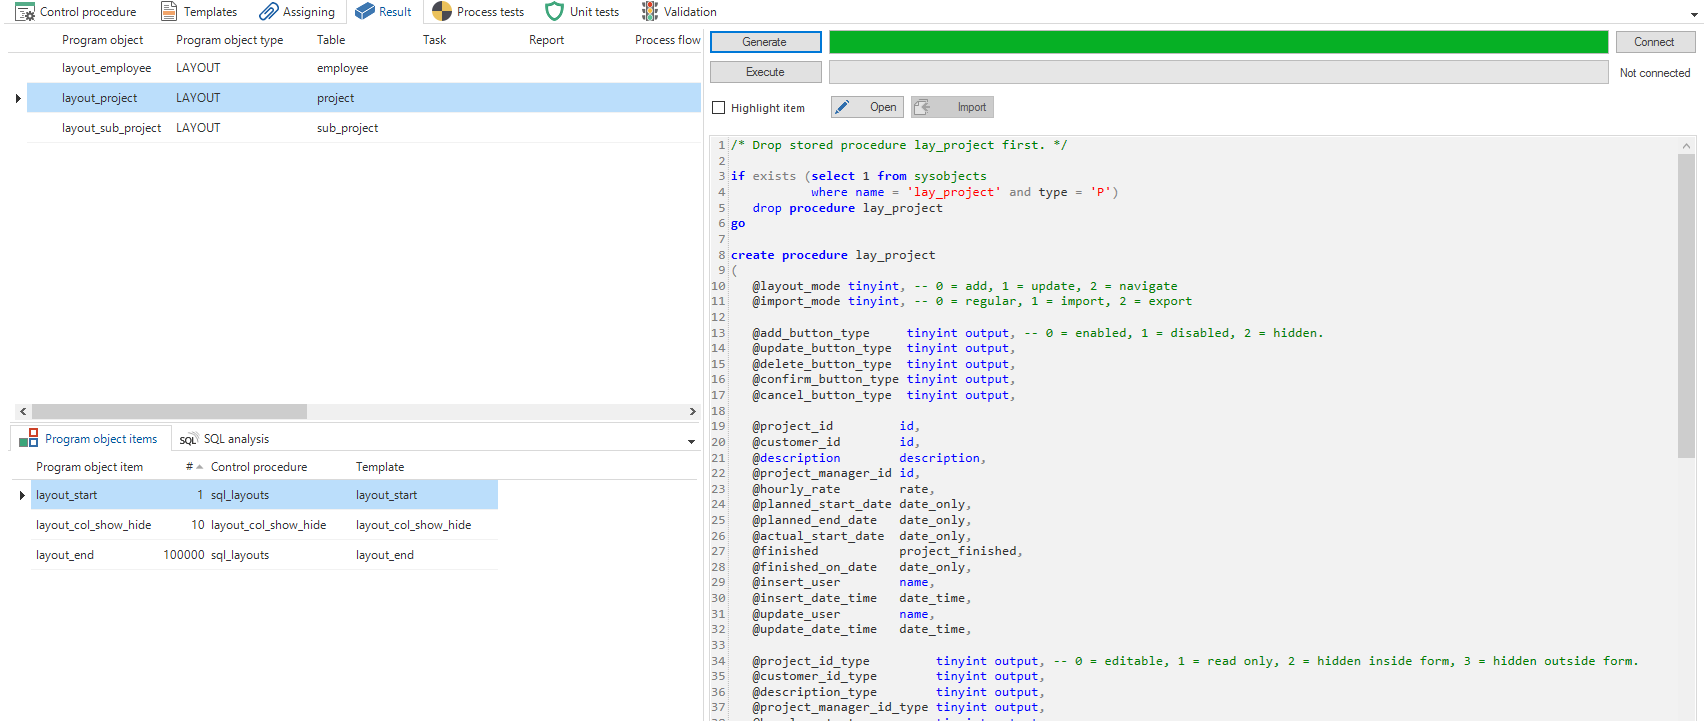 Control procedure Templates Assigning Result Process tests Unit tests Validation
Program object Program object type Table Task Report Process flow
layout_employee LAYOUT employee
layout_project LAYOUT project
layout_sub_project LAYOUT sub_project
Program object items SQL SQL analysis
Program object item # Control procedure Template
layout_start 1 sql_layouts layout_start
layout_col_show_hide 10 layout_col_show_hide layout_col_show_hide
layout_end 100000 sql_layouts layout_end
Generate Connect
Execute Not connected
Highlight item Open Import
1 /* Drop stored procedure lay_project first. */
2
3 if exists (select 1 from sysobjects
4 where name = 'lay_project' and type = 'P')
5 drop procedure lay_project
6 go
7
8 create procedure lay_project
9 (
10 @layout_mode tinyint, -- 0 = add, 1 = update, 2 = navigate
11 @import_mode tinyint, -- 0 = regular, 1 = import, 2 = export
12
13 @add_button_type tinyint output, -- 0 = enabled, 1 = disabled, 2 = hidden.
14 @update_button_type tinyint output,
15 @delete_button_type tinyint output,
16 @confirm_button_type tinyint output,
17 @cancel_button_type tinyint output,
18
19 @project_id id,
20 @customer_id id,
21 @description description,
22 @project_manager_id id,
23 @hourly_rate rate,
24 @planned_start_date date_only,
25 @planned_end_date date_only,
26 @actual_start_date date_only,
27 @finished project_finished,
28 @finished_on_date date_only,
29 @insert_user name,
30 @insert_date_time date_time,
31 @update_user name,
32 @update_date_time date_time,
33
34 @project_id_type tinyint output, -- 0 = editable, 1 = read only, 2 = hidden inside form, 3 = hidden outside form.
35 @customer_id_type tinyint output,
36 @description_type tinyint output,
37 @project_manager_id_type tinyint output,